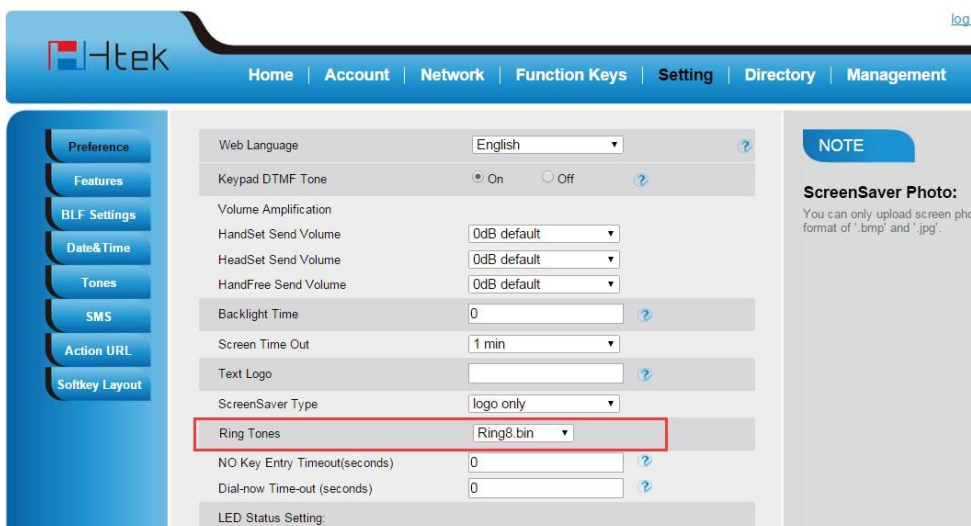 log
Htek
Home | Account | Network | Function Keys | Setting | Directory | Management
Preference
Features
BLF Settings
Date&Time
Tones
SMS
Action URL
Softkey Layout
Web Language English
Keypad DTMF Tone On Off
Volume Amplification
HandSet Send Volume 0dB default
HeadSet Send Volume 0dB default
HandFree Send Volume 0dB default
Backlight Time 0
Screen Time Out 1 min
Text Logo
ScreenSaver Type logo only
Ring Tones Ring8.bin
NO Key Entry Timeout(seconds) 0
Dial-now Time-out (seconds) 0
LED Status Setting:
NOTE
ScreenSaver Photo:
You can only upload screen pho
format of '.bmp' and '.jpg'.